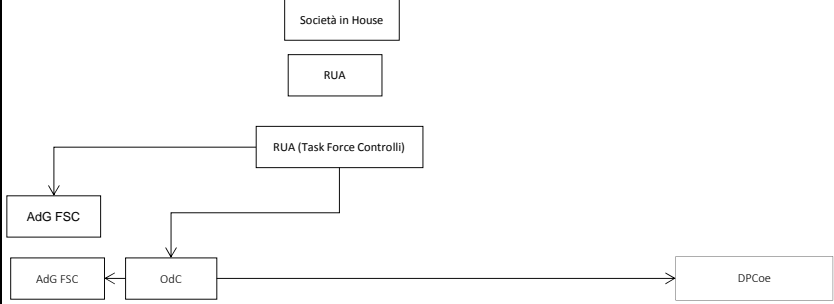 Società in House
RUA
RUA (Task Force Controlli)
AdG FSC
AdG FSC
OdC
DPCoe